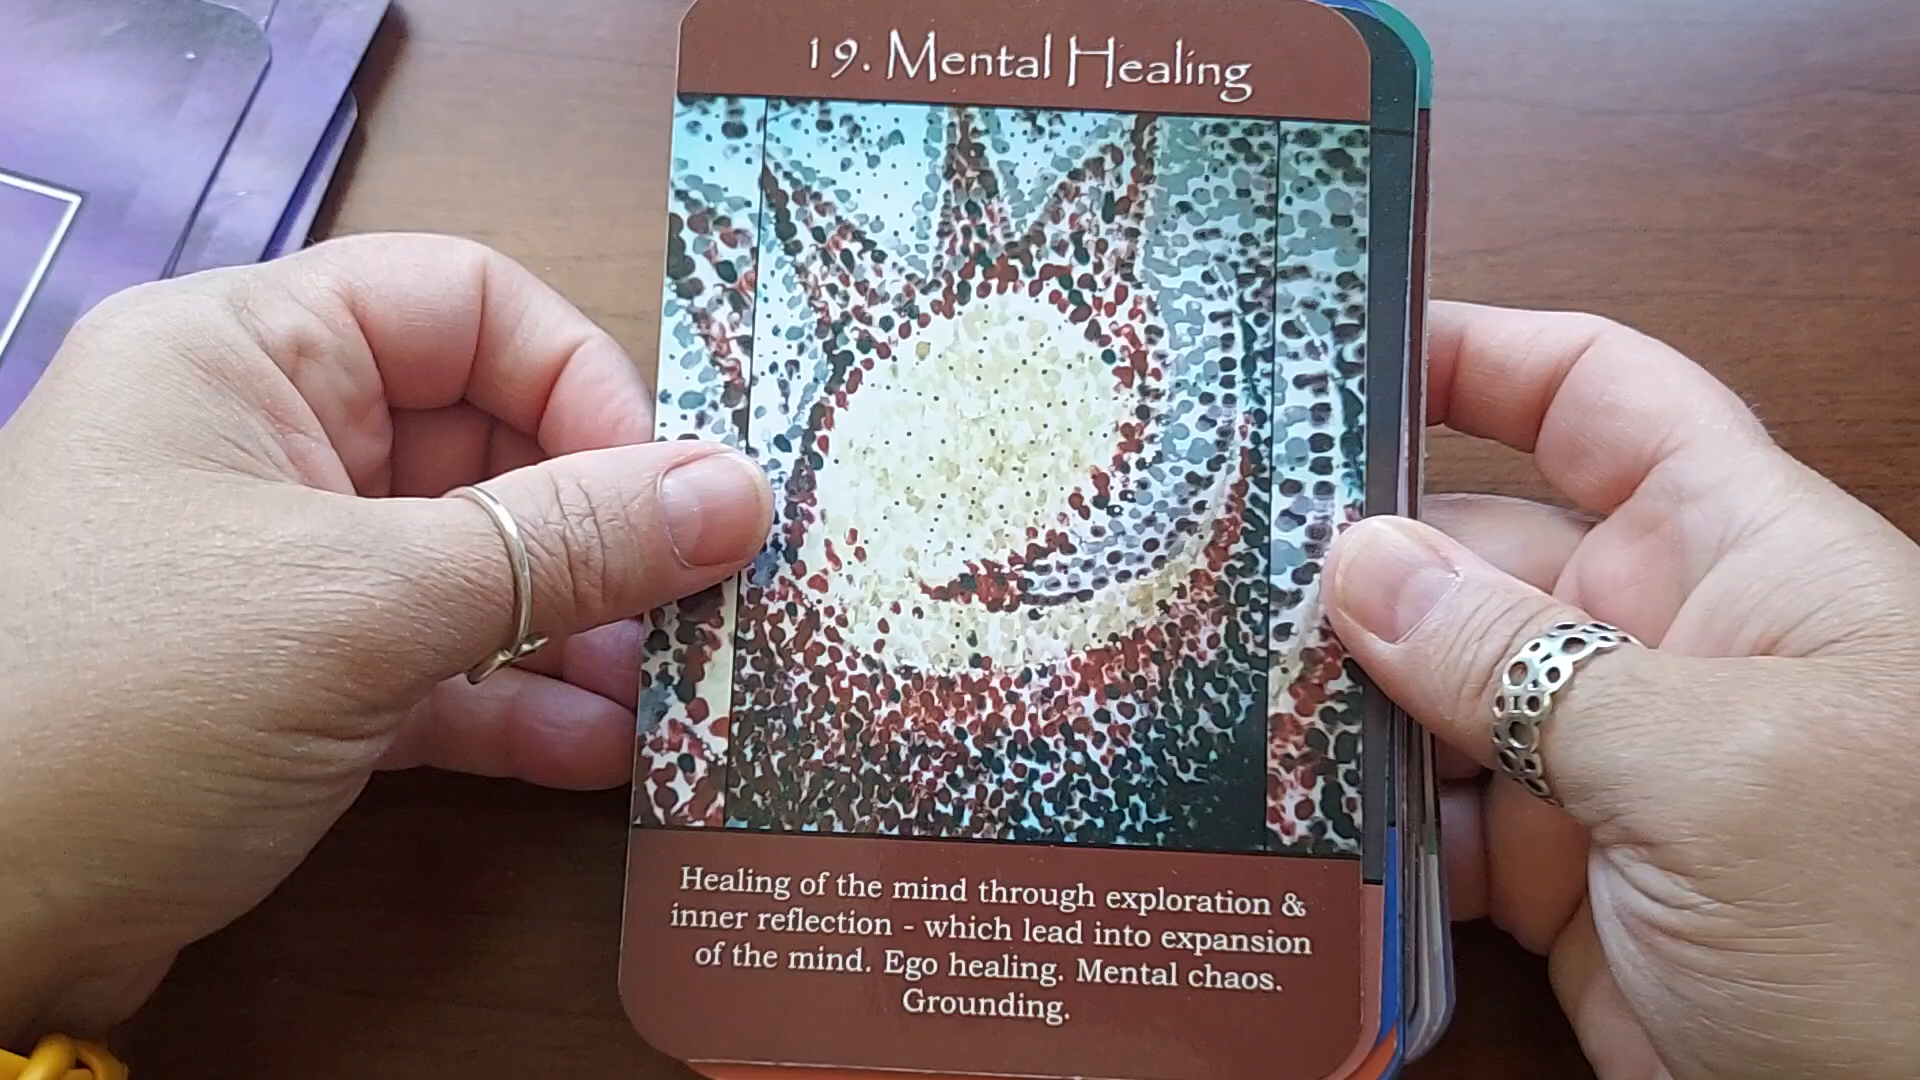 19. Mental Healing
Healing of the mind through exploration &
inner reflection - which lead into expansion
of the mind. Ego healing. Mental chaos.
Grounding.